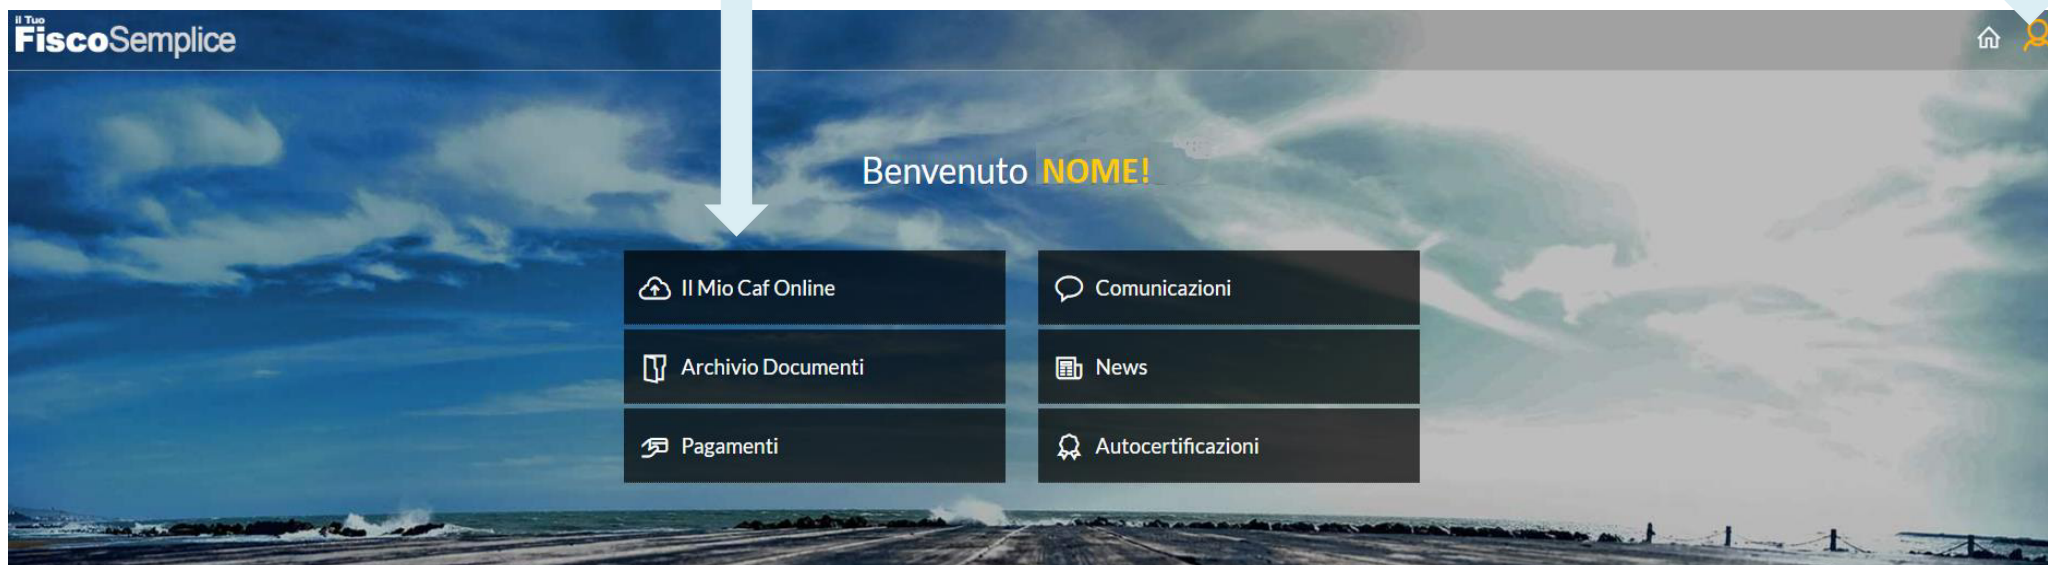 il Tuo
FiscoSemplice
Benvenuto NOME!
Il Mio Caf Online
Comunicazioni
Archivio Documenti
News
Pagamenti
Autocertificazioni